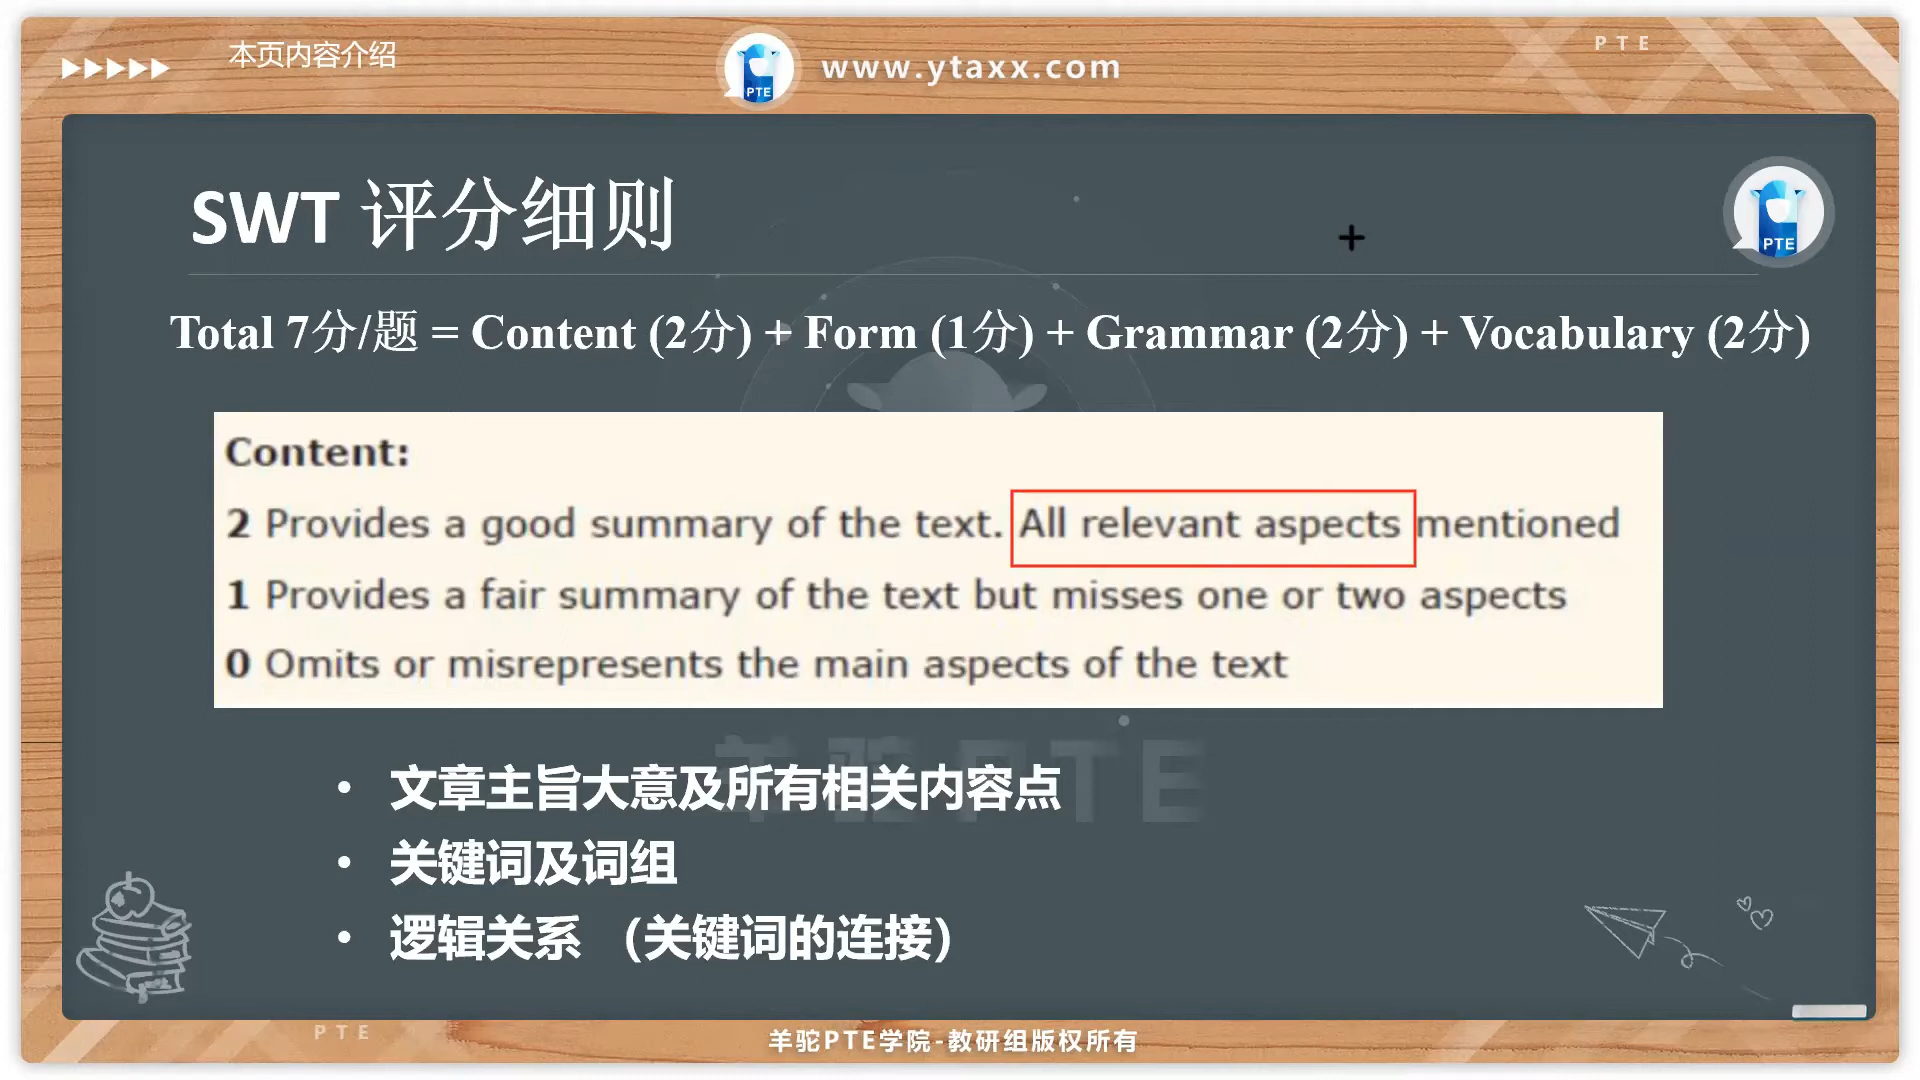 本页内容介绍
PTE
www.ytaxx.com
PTE
SWT 评分细则
PTE
Total 7分/题 = Content (2分) + Form (1分) + Grammar (2分) + Vocabulary (2分)
Content:
2 Provides a good summary of the text. All relevant aspects mentioned
1 Provides a fair summary of the text but misses one or two aspects
0 Omits or misrepresents the main aspects of the text
羊驼PTE
• 文章主旨大意及所有相关内容点
• 关键词及词组
• 逻辑关系 （关键词的连接）
PTE
羊驼PTE学院-教研组版权所有